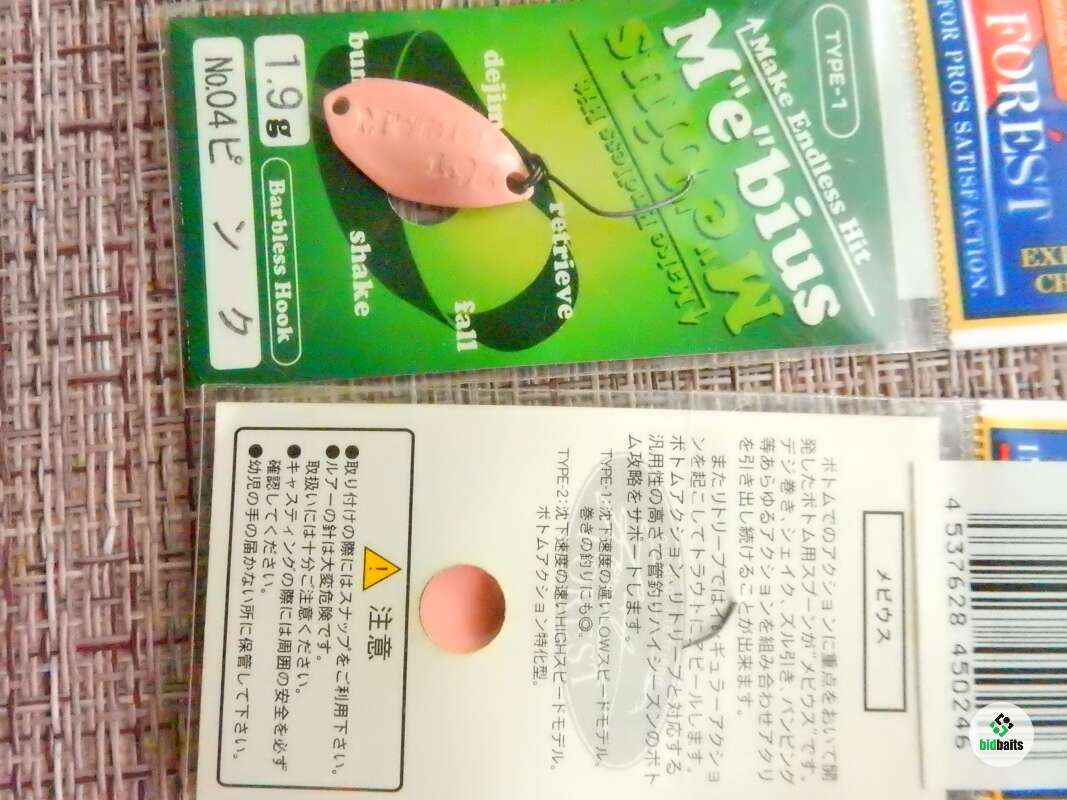 FORÉST
FOR PRO'S SATISFACTION.
TYPE-1
Make Endless Hit
Me"bius
dejim
retrieve
shake
fall
1.9g
Barbless Hook
No.04 ピンク
メビウス
ボトムでのアクションに重点をおいて開
発したボトム用スプーンが"メビウス"です。
デジ巻き、シェイク、ズル引き、バンピング
等あらゆるアクションを組み合わせアタリ
を引き出し続けることが出来ます。
またリトリーブではイレギュラーアクショ
ンを起こしてトラウトにアピールします。
ボトムアクション、リトリーブと対応する
汎用性の高さで管釣りハイシーズンのボト
ム攻略をサポートします。
TYPE-1:沈下速度の遅いLOWスピードモデル。
巻きの釣りにも◎。
TYPE-2:沈下速度の速いHIGHスピードモデル。
ボトムアクション特化型。
注意
●取り付けの際にはスナップをご利用下さい。
●ルアーの針は大変危険です。
取扱いには十分ご注意ください。
●キャスティングの際には周囲の安全を必ず
確認してください。
●幼児の手の届かない所に保管して下さい。
4 537628 450246
bidbaits